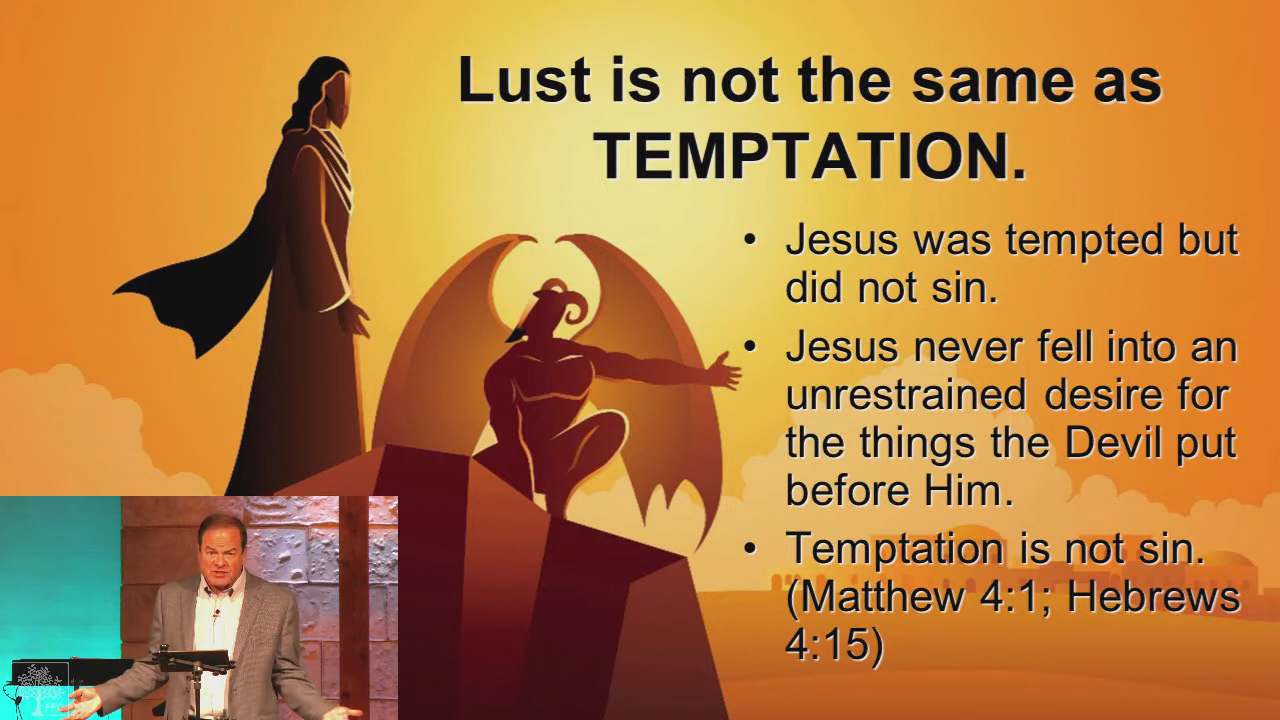 Lust is not the same as
TEMPTATION.
• Jesus was tempted but
did not sin.
• Jesus never fell into an
unrestrained desire for
the things the Devil put
before Him.
• Temptation is not sin.
(Matthew 4:1; Hebrews
4:15)